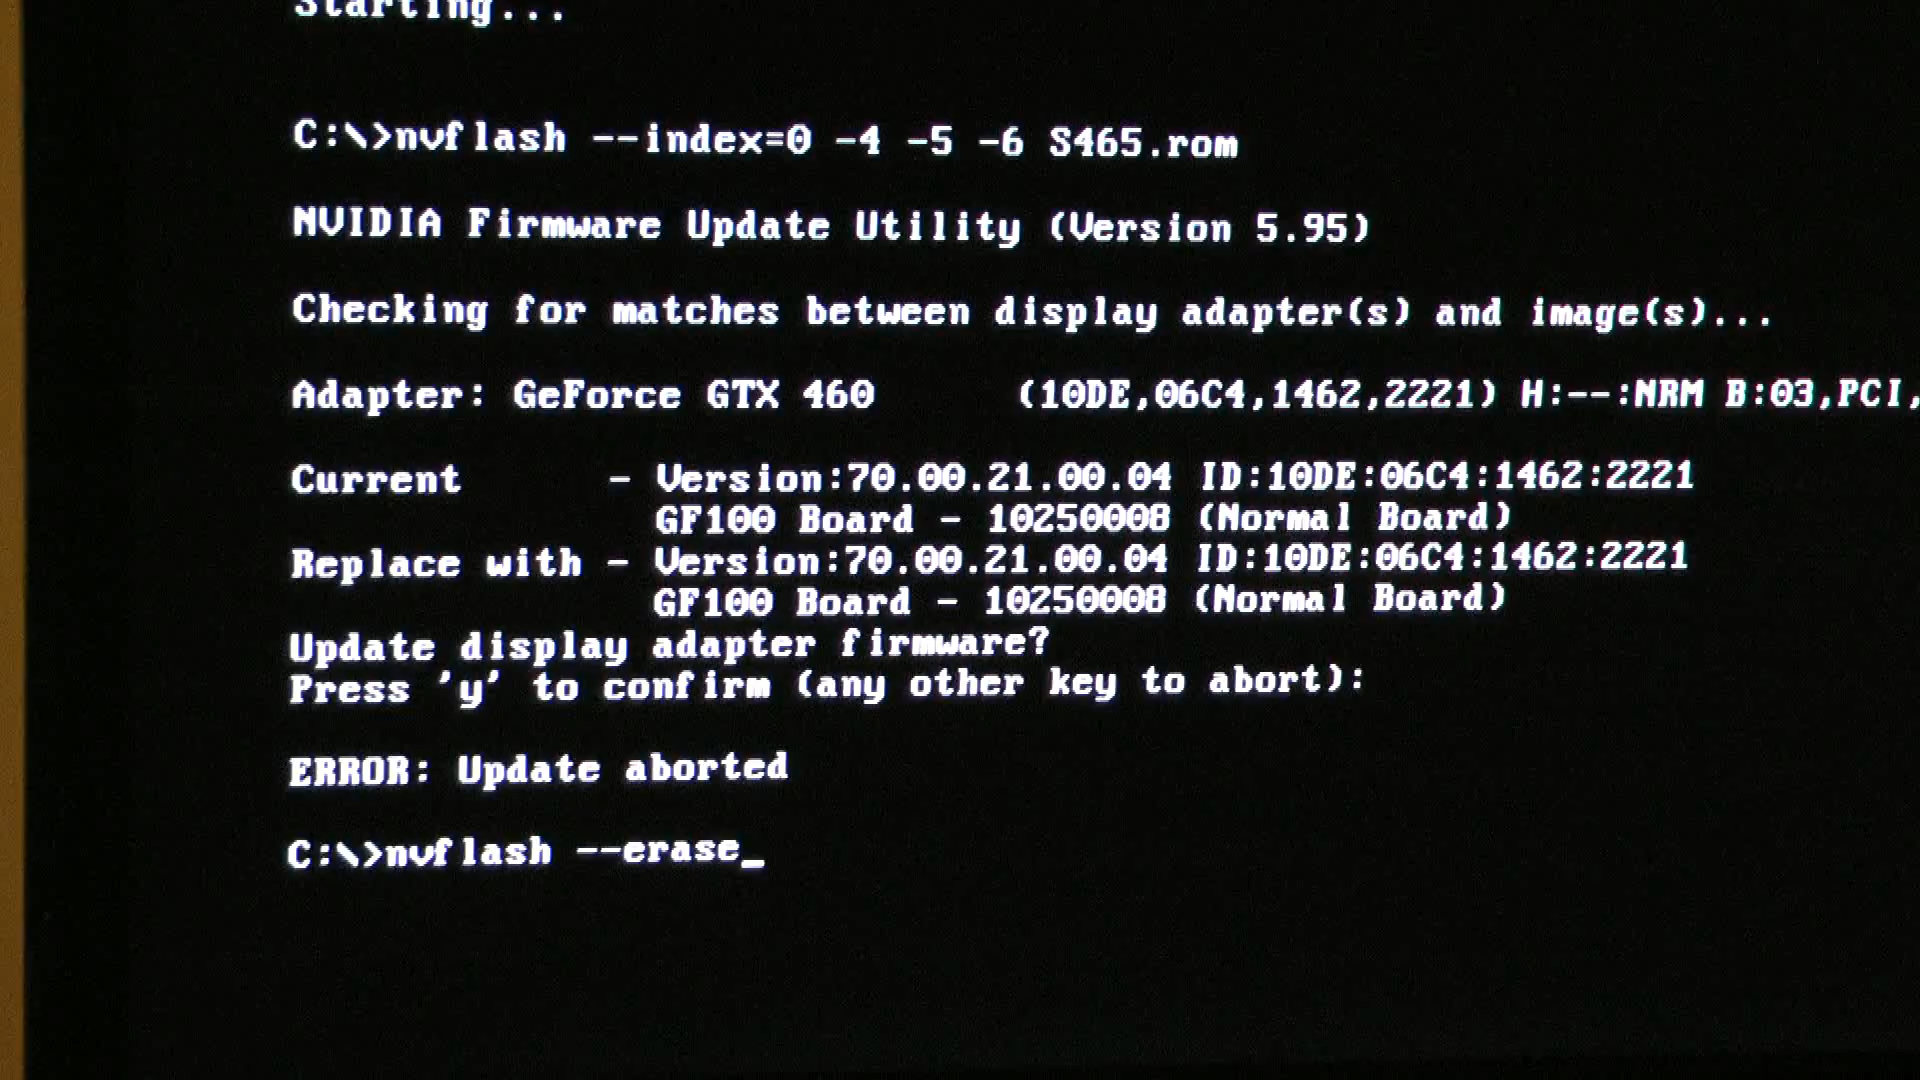 Starting...
C:\>nvflash --index=0 -4 -5 -6 S465.rom
NVIDIA Firmware Update Utility (Version 5.95)
Checking for matches between display adapter(s) and image(s)...
Adapter: GeForce GTX 460 (10DE,06C4,1462,2221) H:--:NRM B:03,PCI,
Current - Version:70.00.21.00.04 ID:10DE:06C4:1462:2221
GF100 Board - 10250008 (Normal Board)
Replace with - Version:70.00.21.00.04 ID:10DE:06C4:1462:2221
GF100 Board - 10250008 (Normal Board)
Update display adapter firmware?
Press 'y' to confirm (any other key to abort):
ERROR: Update aborted
C:\>nvflash --erase_